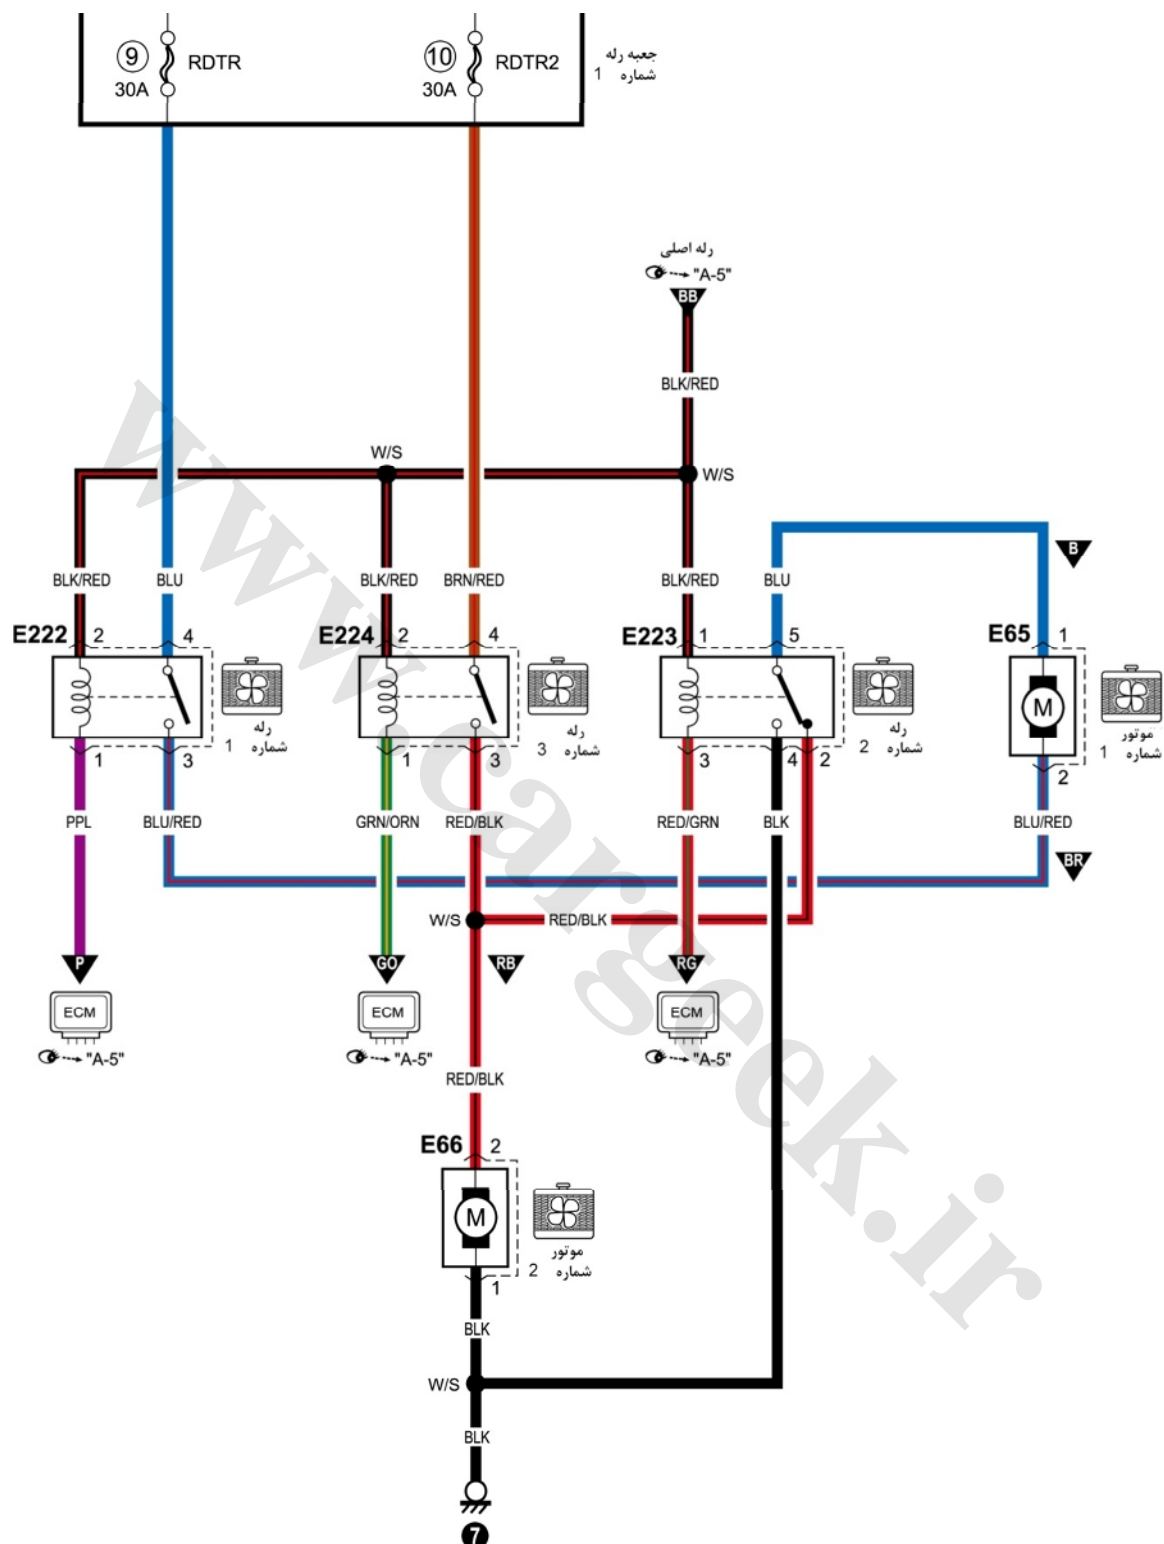 9
RDTR
30A
10
RDTR2
30A
جعبه رله
شماره 1
رله اصلی
"A-5"
BB
BLK/RED
W/S
W/S
B
BLK/RED
BLU
BLK/RED
BRN/RED
BLK/RED
BLU
E222 2 4
E224 2 4
E223 1 5
E65 1
M
رله
شماره 1
رله
شماره 3
رله
شماره 2
موتور
شماره 1
1 3
1 3
3 4 2
2
PPL
BLU/RED
GRN/ORN
RED/BLK
RED/GRN
BLK
BLU/RED
BR
W/S
RED/BLK
P
GO
RB
RG
ECM
ECM
ECM
"A-5"
"A-5"
"A-5"
RED/BLK
E66 2
M
موتور
شماره 2
1
BLK
W/S
BLK
7
www.cargeek.ir